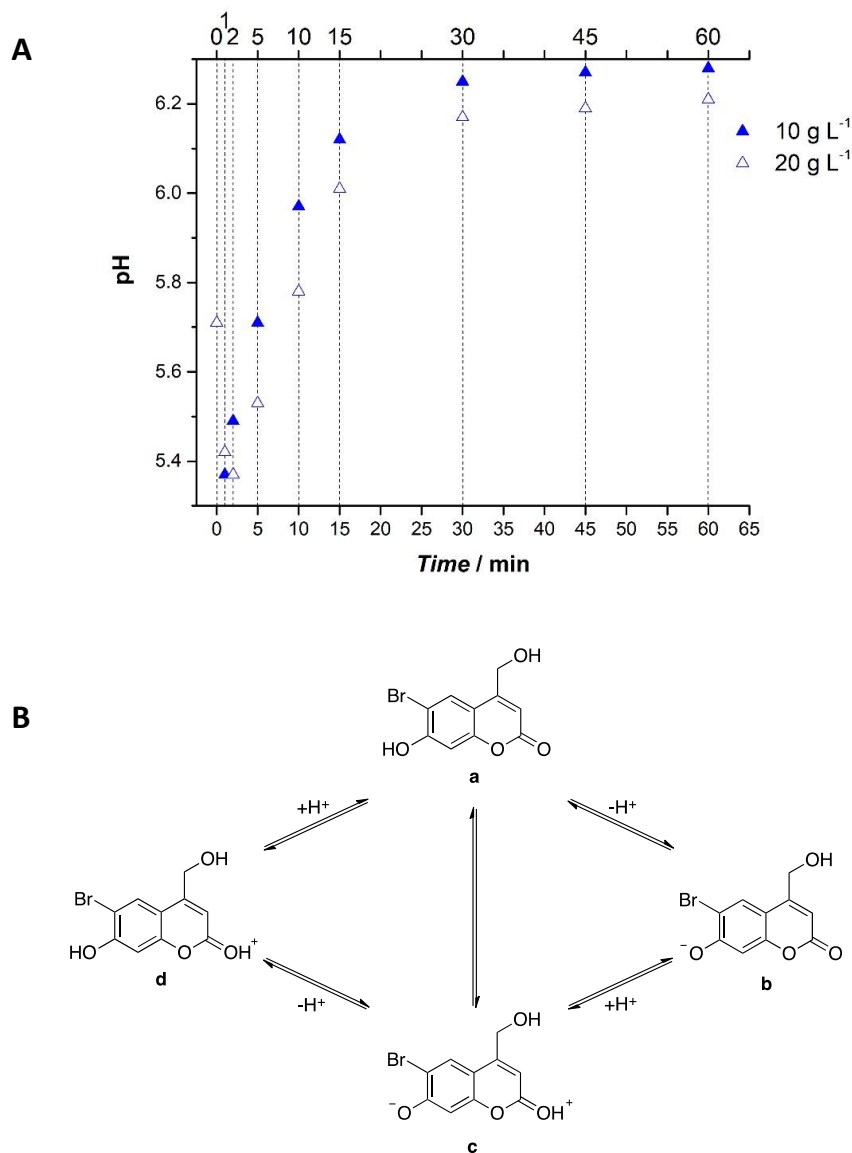 A
1
0 2 5 10 15 30 45 60
6.2
6.0
5.8
5.6
5.4
pH
10 g L-1
20 g L-1
0 5 10 15 20 25 30 35 40 45 50 55 60 65
Time / min
B
OH
Br
HO O O
a
+H+
-H+
OH
Br
HO O OH+
d
OH
Br
-O O O
b
-H+
+H+
OH
Br
-O O OH+
c